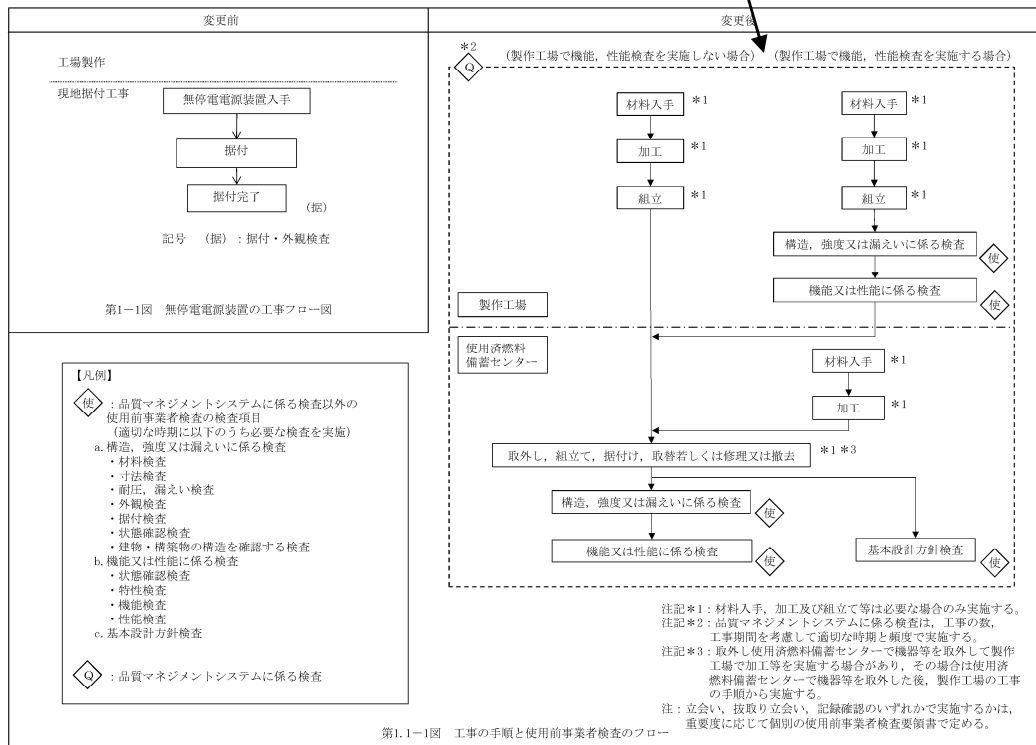 変更前
変更後
工場製作
現地据付工事
無停電電源装置入手
据付
据付完了
(据)
記号 (据):据付・外観検査
第1-1図 無停電電源装置の工事フロー図
【凡例】
使 :品質マネジメントシステムに係る検査以外の
使用前事業者検査の検査項目
(適切な時期に以下のうち必要な検査を実施)
a. 構造,強度又は漏えいに係る検査
・材料検査
・寸法検査
・耐圧,漏えい検査
・外観検査
・据付検査
・状態確認検査
・建物・構築物の構造を確認する検査
b. 機能又は性能に係る検査
・状態確認検査
・特性検査
・機能検査
・性能検査
c. 基本設計方針検査
Q :品質マネジメントシステムに係る検査
*2
Q
(製作工場で機能,性能検査を実施しない場合) (製作工場で機能,性能検査を実施する場合)
材料入手 *1 材料入手 *1
加工 *1 加工 *1
組立 *1 組立 *1
構造,強度又は漏えいに係る検査 使
機能又は性能に係る検査 使
製作工場
使用済燃料
備蓄センター
材料入手 *1
加工 *1
取外し,組立て,据付け,取替若しくは修理又は撤去 *1 *3
構造,強度又は漏えいに係る検査 使
機能又は性能に係る検査 使 基本設計方針検査 使
注記*1:材料入手,加工及び組立て等は必要な場合のみ実施する。
注記*2:品質マネジメントシステムに係る検査は,工事の数,
工事期間を考慮して適切な時期と頻度で実施する。
注記*3:取外し使用済燃料備蓄センターで機器等を取外して製作
工場で加工等を実施する場合があり,その場合は使用済
燃料備蓄センターで機器等を取外した後,製作工場の工事
の手順から実施する。
注:立会い,抜取り立会い,記録確認のいずれかで実施するかは,
重要度に応じて個別の使用前事業者検査要領書で定める。
第1.1-1図 工事の手順と使用前事業者検査のフロー